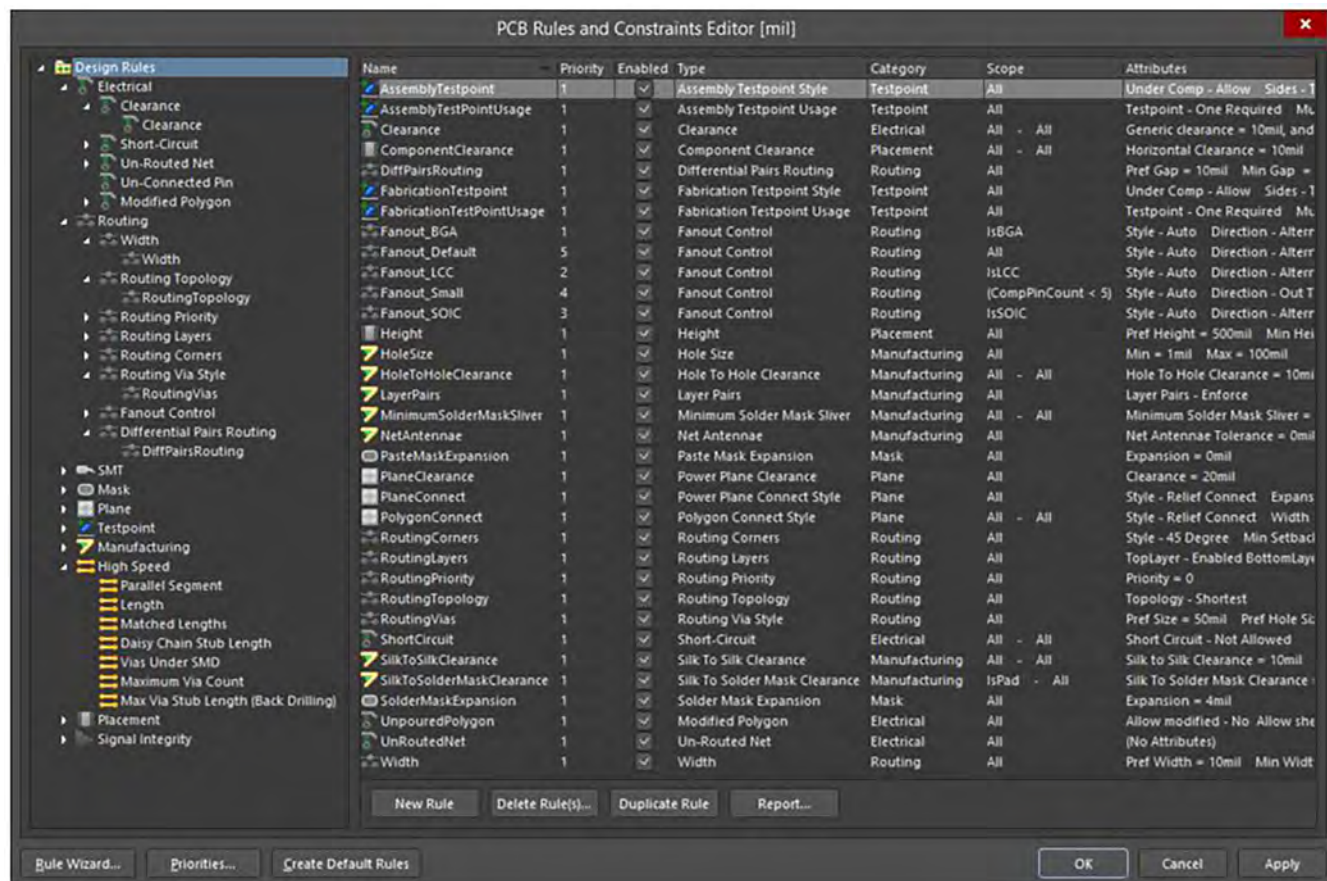 PCB Rules and Constraints Editor [mil]
Design Rules
Electrical
Clearance
Clearance
Short-Circuit
Un-Routed Net
Un-Connected Pin
Modified Polygon
Routing
Width
Width
Routing Topology
RoutingTopology
Routing Priority
Routing Layers
Routing Corners
Routing Via Style
RoutingVias
Fanout Control
Differential Pairs Routing
DiffPairsRouting
SMT
Mask
Plane
Testpoint
Manufacturing
High Speed
Parallel Segment
Length
Matched Lengths
Daisy Chain Stub Length
Vias Under SMD
Maximum Via Count
Max Via Stub Length (Back Drilling)
Placement
Signal Integrity
Name Priority Enabled Type Category Scope Attributes
AssemblyTestpoint 1 Assembly Testpoint Style Testpoint All Under Comp - Allow Sides - T
AssemblyTestPointUsage 1 Assembly Testpoint Usage Testpoint All Testpoint - One Required Mu
Clearance 1 Clearance Electrical All - All Generic clearance = 10mil, and
ComponentClearance 1 Component Clearance Placement All - All Horizontal Clearance = 10mil
DiffPairsRouting 1 Differential Pairs Routing Routing All Pref Gap = 10mil Min Gap =
FabricationTestpoint 1 Fabrication Testpoint Style Testpoint All Under Comp - Allow Sides - T
FabricationTestPointUsage 1 Fabrication Testpoint Usage Testpoint All Testpoint - One Required Mu
Fanout_BGA 1 Fanout Control Routing IsBGA Style - Auto Direction - Altern
Fanout_Default 5 Fanout Control Routing All Style - Auto Direction - Altern
Fanout_LCC 2 Fanout Control Routing IsLCC Style - Auto Direction - Altern
Fanout_Small 4 Fanout Control Routing (CompPinCount < 5) Style - Auto Direction - Out T
Fanout_SOIC 3 Fanout Control Routing IsSOIC Style - Auto Direction - Altern
Height 1 Height Placement All Pref Height = 500mil Min Hei
HoleSize 1 Hole Size Manufacturing All Min = 1mil Max = 100mil
HoleToHoleClearance 1 Hole To Hole Clearance Manufacturing All - All Hole To Hole Clearance = 10mi
LayerPairs 1 Layer Pairs Manufacturing All Layer Pairs - Enforce
MinimumSolderMaskSliver 1 Minimum Solder Mask Sliver Manufacturing All - All Minimum Solder Mask Sliver =
NetAntennae 1 Net Antennae Manufacturing All Net Antennae Tolerance = 0mil
PasteMaskExpansion 1 Paste Mask Expansion Mask All Expansion = 0mil
PlaneClearance 1 Power Plane Clearance Plane All Clearance = 20mil
PlaneConnect 1 Power Plane Connect Style Plane All Style - Relief Connect Expans
PolygonConnect 1 Polygon Connect Style Plane All - All Style - Relief Connect Width
RoutingCorners 1 Routing Corners Routing All Style - 45 Degree Min Setbacl
RoutingLayers 1 Routing Layers Routing All TopLayer - Enabled BottomLaye
RoutingPriority 1 Routing Priority Routing All Priority = 0
RoutingTopology 1 Routing Topology Routing All Topology - Shortest
RoutingVias 1 Routing Via Style Routing All Pref Size = 50mil Pref Hole Siz
ShortCircuit 1 Short-Circuit Electrical All - All Short Circuit - Not Allowed
SilkToSilkClearance 1 Silk To Silk Clearance Manufacturing All - All Silk to Silk Clearance = 10mil
SilkToSolderMaskClearance 1 Silk To Solder Mask Clearance Manufacturing IsPad - All Silk To Solder Mask Clearance
SolderMaskExpansion 1 Solder Mask Expansion Mask All Expansion = 4mil
UnpouredPolygon 1 Modified Polygon Electrical All Allow modified - No Allow she
UnRoutedNet 1 Un-Routed Net Electrical All (No Attributes)
Width 1 Width Routing All Pref Width = 10mil Min Widt
New Rule Delete Rule(s)... Duplicate Rule Report...
Rule Wizard... Priorities... Create Default Rules OK Cancel Apply